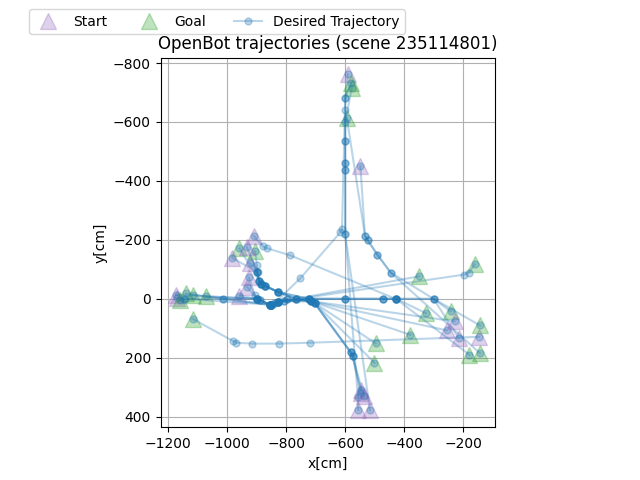 Start Goal Desired Trajectory
OpenBot trajectories (scene 235114801)
−800
−600
−400
−200
0
200
400
y[cm]
−1200 −1000 −800 −600 −400 −200
x[cm]